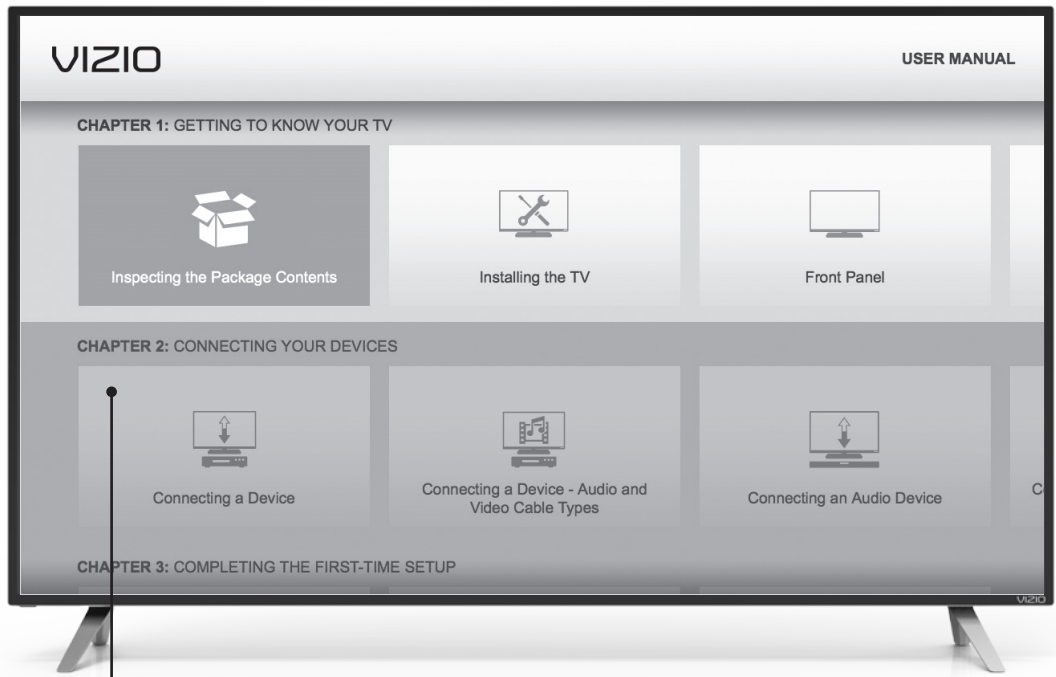 VIZIO
USER MANUAL
CHAPTER 1: GETTING TO KNOW YOUR TV
Inspecting the Package Contents
Installing the TV
Front Panel
CHAPTER 2: CONNECTING YOUR DEVICES
Connecting a Device
Connecting a Device - Audio and
Video Cable Types
Connecting an Audio Device
CHAPTER 3: COMPLETING THE FIRST-TIME SETUP
VIZIO